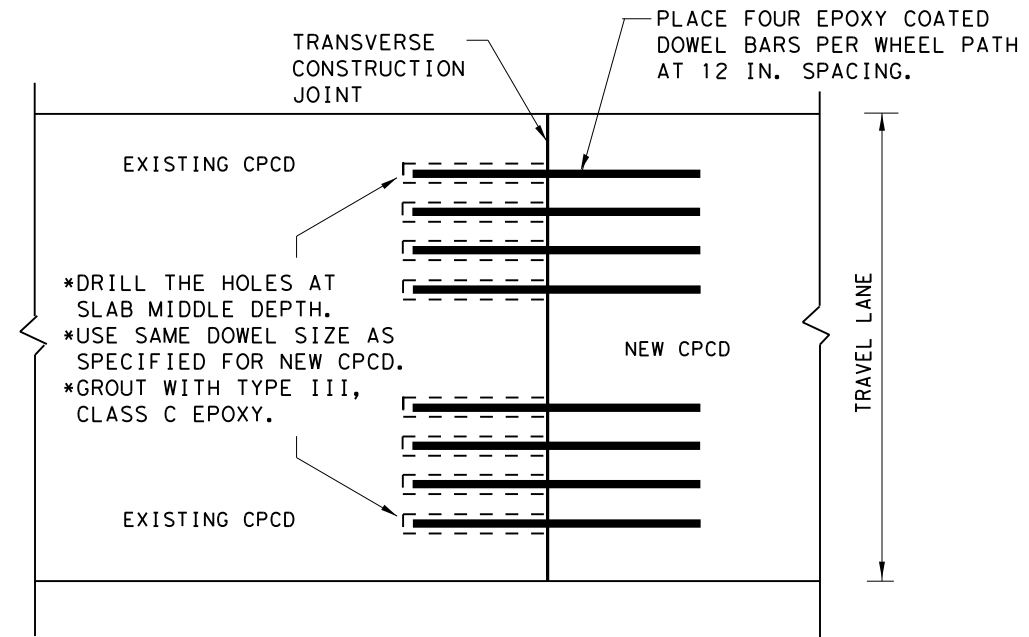 PLACE FOUR EPOXY COATED
DOWEL BARS PER WHEEL PATH
AT 12 IN. SPACING.
TRANSVERSE
CONSTRUCTION
JOINT
EXISTING CPCD
*DRILL THE HOLES AT
SLAB MIDDLE DEPTH.
*USE SAME DOWEL SIZE AS
SPECIFIED FOR NEW CPCD.
*GROUT WITH TYPE III,
CLASS C EPOXY.
NEW CPCD
TRAVEL LANE
EXISTING CPCD